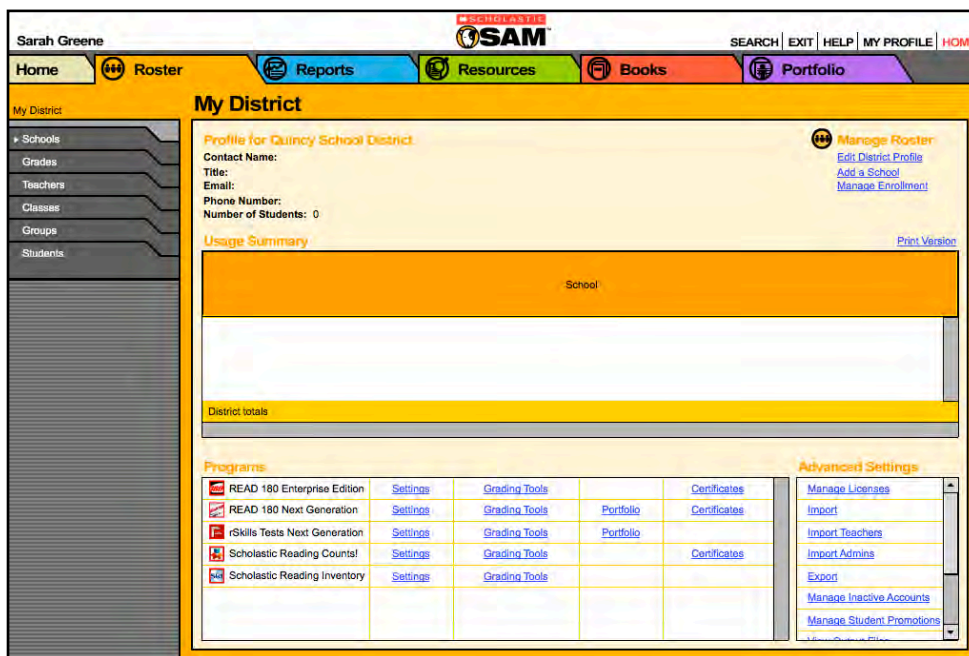 SCHOLASTIC
Sarah Greene
SAM
SEARCH EXIT HELP MY PROFILE HOM
Home Roster Reports Resources Books Portfolio
My District
My District
Schools
Grades
Teachers
Classes
Groups
Students
Profile for Quincy School District
Contact Name:
Title:
Email:
Phone Number:
Number of Students: 0
Manage Roster
Edit District Profile
Add a School
Manage Enrollment
Usage Summary
Print Version
School
District totals
Programs
READ 180 Enterprise Edition Settings Grading Tools Certificates
READ 180 Next Generation Settings Grading Tools Portfolio Certificates
rSkills Tests Next Generation Settings Grading Tools Portfolio
Scholastic Reading Counts! Settings Grading Tools Certificates
Scholastic Reading Inventory Settings Grading Tools
Advanced Settings
Manage Licenses
Import
Import Teachers
Import Admins
Export
Manage Inactive Accounts
Manage Student Promotions